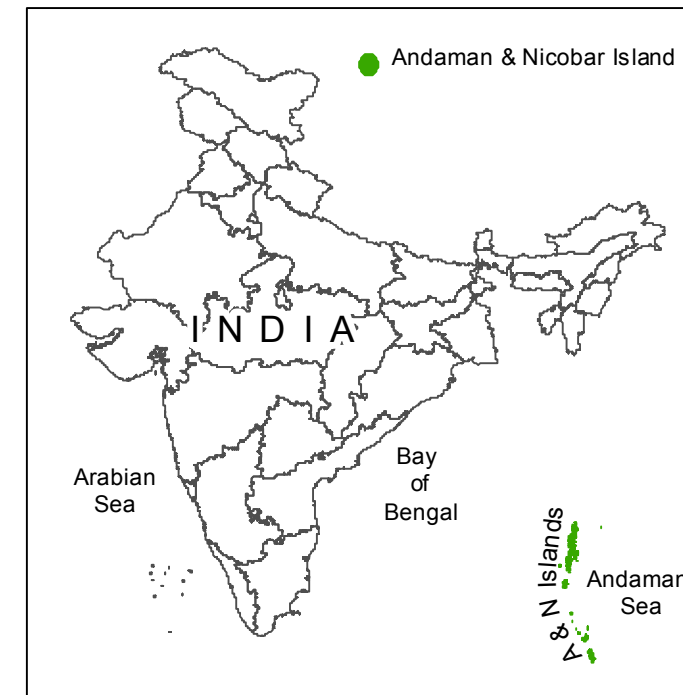 Andaman & Nicobar Island
INDIA
Arabian
Sea
Bay
of
Bengal
A & N Islands
Andaman
Sea